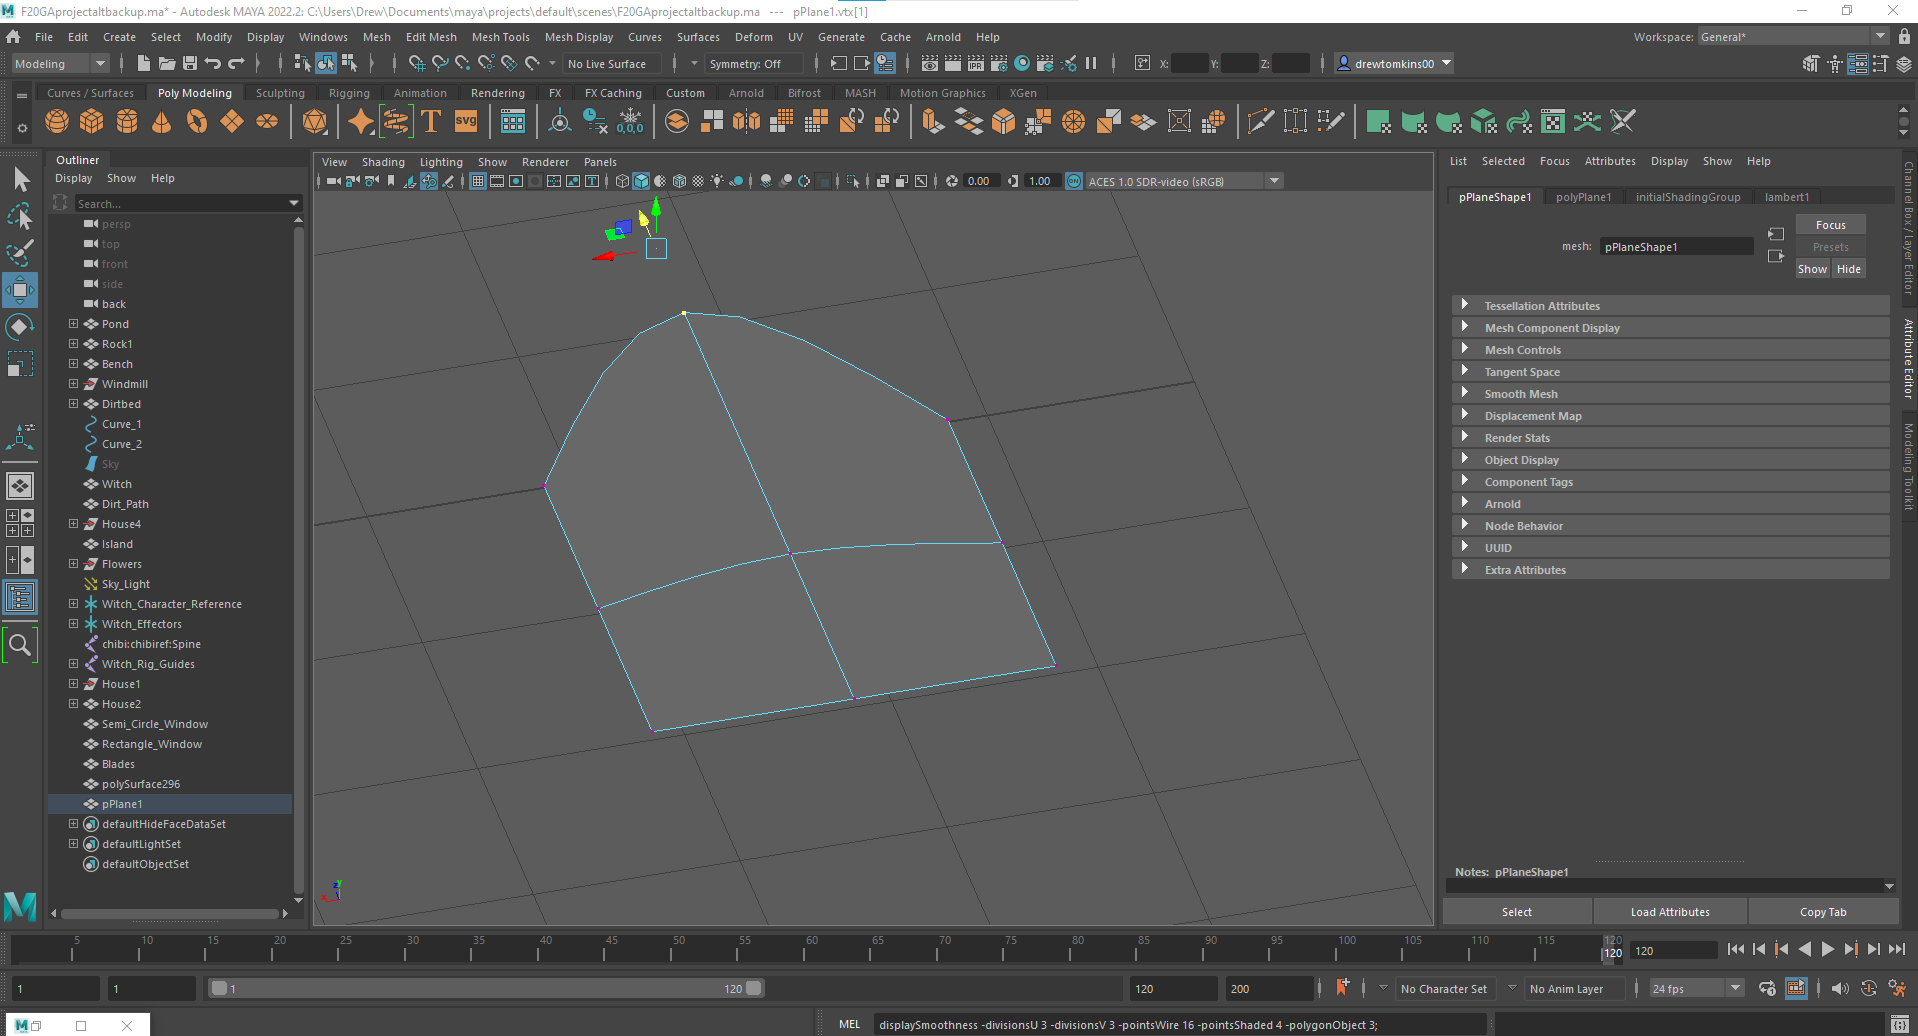 F20GAprojectaltbackup.ma* - Autodesk MAYA 2022.2: C:\Users\Drew\Documents\maya\projects\default\scenes\F20GAprojectaltbackup.ma   ---   pPlane1.vtx[1]
File Edit Create Select Modify Display Windows Mesh Edit Mesh Mesh Tools Mesh Display Curves Surfaces Deform UV Generate Cache Arnold Help Workspace: General*
Modeling No Live Surface Symmetry: Off IPR X: Y: Z: drewtomkins00
Curves / Surfaces Poly Modeling Sculpting Rigging Animation Rendering FX FX Caching Custom Arnold Bifrost MASH Motion Graphics XGen
T svg 0,0,0
Outliner
Display Show Help
Search...
persp
top
front
side
back
Pond
Rock1
Bench
Windmill
Dirtbed
Curve_1
Curve_2
Sky
Witch
Dirt_Path
House4
Island
Flowers
Sky_Light
Witch_Character_Reference
Witch_Effectors
chibi:chibiref:Spine
Witch_Rig_Guides
House1
House2
Semi_Circle_Window
Rectangle_Window
Blades
polySurface296
pPlane1
defaultHideFaceDataSet
defaultLightSet
defaultObjectSet
View Shading Lighting Show Renderer Panels
0.00 1.00 ON ACES 1.0 SDR-video (sRGB)
List Selected Focus Attributes Display Show Help
pPlaneShape1 polyPlane1 initialShadingGroup lambert1
mesh: pPlaneShape1
Focus
Presets
Show Hide
Tessellation Attributes
Mesh Component Display
Mesh Controls
Tangent Space
Smooth Mesh
Displacement Map
Render Stats
Object Display
Component Tags
Arnold
Node Behavior
UUID
Extra Attributes
Notes: pPlaneShape1
Select Load Attributes Copy Tab
Channel Box / Layer Editor
Attribute Editor
Modeling Toolkit
5 10 15 20 25 30 35 40 45 50 55 60 65 70 75 80 85 90 95 100 105 110 115 120
120 120
1 1 1 120 120 200 No Character Set No Anim Layer 24 fps
MEL displaySmoothness -divisionsU 3 -divisionsV 3 -pointsWire 16 -pointsShaded 4 -polygonObject 3;